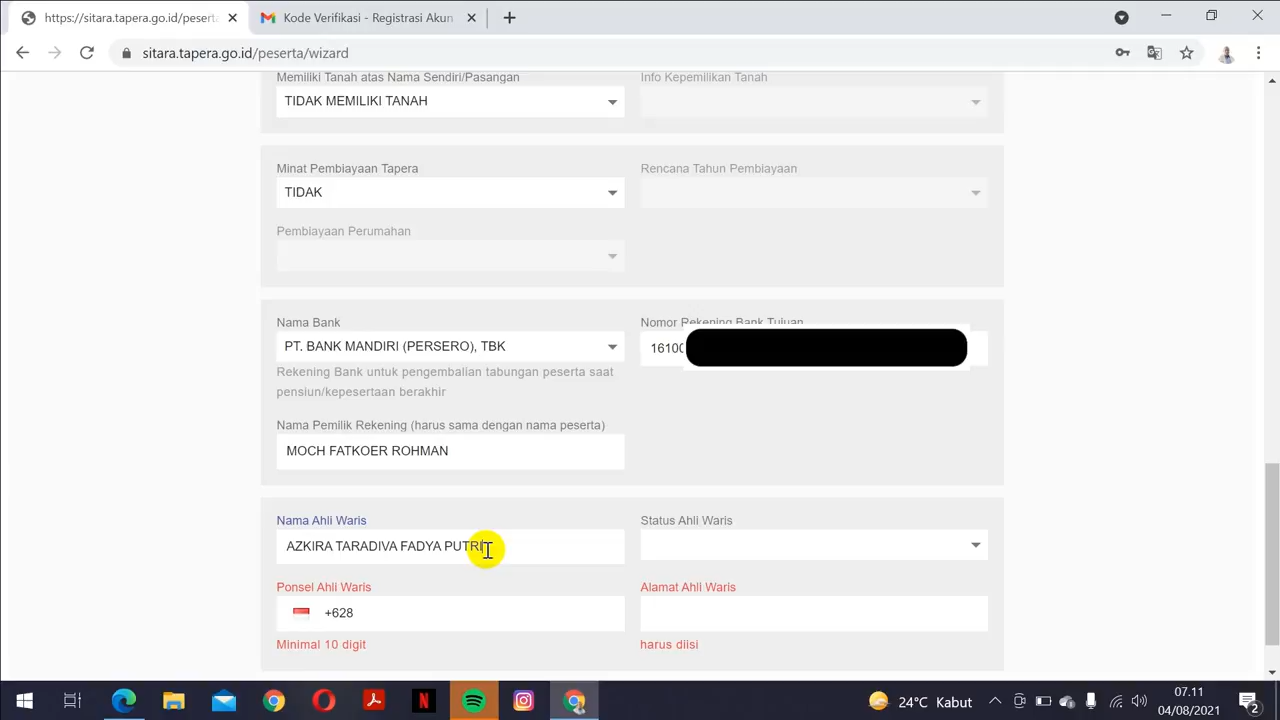 https://sitara.tapera.go.id/pesert
Kode Verifikasi - Registrasi Akun
sitara.tapera.go.id/peserta/wizard
Memiliki Tanah atas Nama Sendiri/Pasangan
Info Kepemilikan Tanah
TIDAK MEMILIKI TANAH
Minat Pembiayaan Tapera
Rencana Tahun Pembiayaan
TIDAK
Pembiayaan Perumahan
Nama Bank
Nomor Rekening Bank Tujuan
PT. BANK MANDIRI (PERSERO), TBK
16100
Rekening Bank untuk pengembalian tabungan peserta saat
pensiun/kepesertaan berakhir
Nama Pemilik Rekening (harus sama dengan nama peserta)
MOCH FATKOER ROHMAN
Nama Ahli Waris
Status Ahli Waris
AZKIRA TARADIVA FADYA PUTRI
Ponsel Ahli Waris
Alamat Ahli Waris
+628
Minimal 10 digit
harus diisi
24°C Kabut
07.11
04/08/2021
2